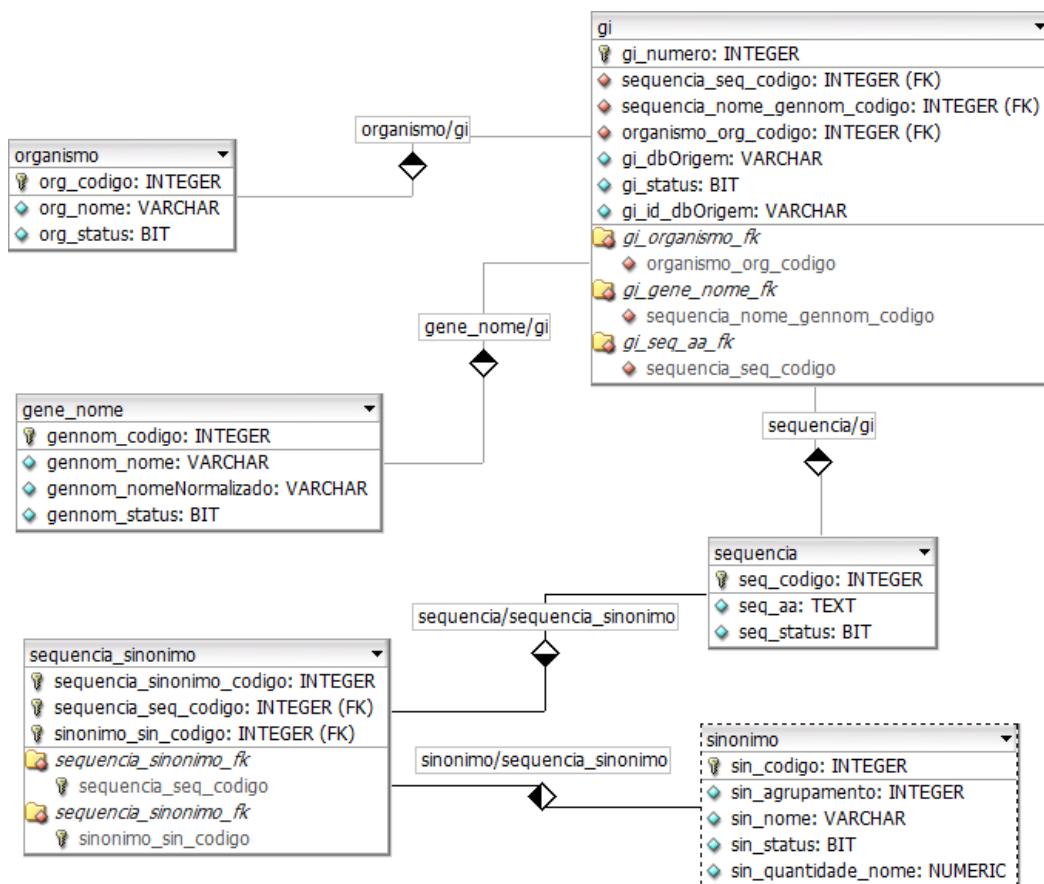 gi
gi_numero: INTEGER
sequencia_seq_codigo: INTEGER (FK)
sequencia_nome_gennom_codigo: INTEGER (FK)
organismo_org_codigo: INTEGER (FK)
gi_dbOrigem: VARCHAR
gi_status: BIT
gi_id_dbOrigem: VARCHAR
gi_organismo_fk
organismo_org_codigo
gi_gene_nome_fk
sequencia_nome_gennom_codigo
gi_seq_aa_fk
sequencia_seq_codigo
organismo/gi
organismo
org_codigo: INTEGER
org_nome: VARCHAR
org_status: BIT
gene_nome/gi
gene_nome
gennom_codigo: INTEGER
gennom_nome: VARCHAR
gennom_nomeNormalizado: VARCHAR
gennom_status: BIT
sequencia/gi
sequencia
seq_codigo: INTEGER
seq_aa: TEXT
seq_status: BIT
sequencia/sequencia_sinonimo
sequencia_sinonimo
sequencia_sinonimo_codigo: INTEGER
sequencia_seq_codigo: INTEGER (FK)
sinonimo_sin_codigo: INTEGER (FK)
sequencia_sinonimo_fk
sequencia_seq_codigo
sequencia_sinonimo_fk
sinonimo_sin_codigo
sinonimo/sequencia_sinonimo
sinonimo
sin_codigo: INTEGER
sin_agrupamento: INTEGER
sin_nome: VARCHAR
sin_status: BIT
sin_quantidade_nome: NUMERIC